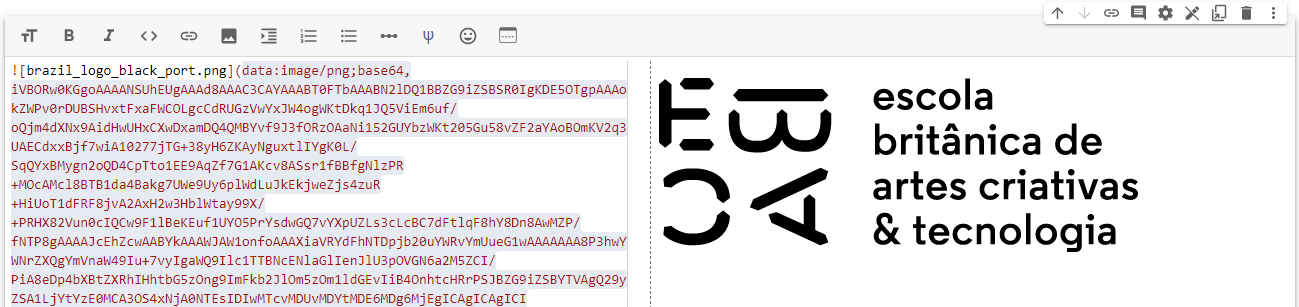 ![brazil_logo_black_port.png](data:image/png;base64,
iVBORw0KGgoAAAANSUhEUgAAAd8AAAC3CAYAAABT0FTbAAABN2lDQ1BBZG9iZSBSR0IgKDE5OTgpAAAo
kZWPv0rDUBSHvxtFxaFWCOLgcCdRUGzVwYxJW4ogWKtDkq1JQ5ViEm6uf/
oQjm4dXNx9AidHwUHxCXwDxamDQ4QMBYvf9J3fORzOAaNi152GUYbzWKt205Gu58vZF2aYAoBOmKV2q3
UAECdxxBjf7wiA10277jTG+38yH6ZKAyNguxtlIYgK0L/
SqQYxBMygn2oQD4CpTto1EE9AqZf7G1AKcv8ASsr1fBBfgNlzPR
+MOcAMcl8BTB1da4Bakg7UWe9Uy6plWdLuJkEkjweZjs4zuR
+HiUoT1dFRF8jvA2AxH2w3HblWtay99X/
+PRHX82Vun0cIQCw9F1lBeKEuf1UYO5PrYsdwGQ7vYXpUZLs3cLcBC7dFtlqF8hY8Dn8AwMZP/
fNTP8gAAAAJcEhZcwAABYkAAAWJAW1onfoAAAXiaVRYdFhNTDpjb20uYWRvYmUueG1wAAAAAAA8P3hwY
WNrZXQgYmVnaW49Iu+7vyIgaWQ9Ilc1TTBNcENlaGlIenJlU3pOVGN6a2M5ZCI/
PiA8eDp4bXBtZXRhIHhtbG5zOng9ImFkb2JlOm5zOm1ldGEvIiB4OnhtcHRrPSJBZG9iZSBYTVAgQ29y
ZSA1LjYtYzE0MCA3OS4xNjA0NTEsIDIwMTcvMDUvMDYtMDE6MDg6MjEgICAgICAgICI
EBAC
escola
britânica de
artes criativas
& tecnologia